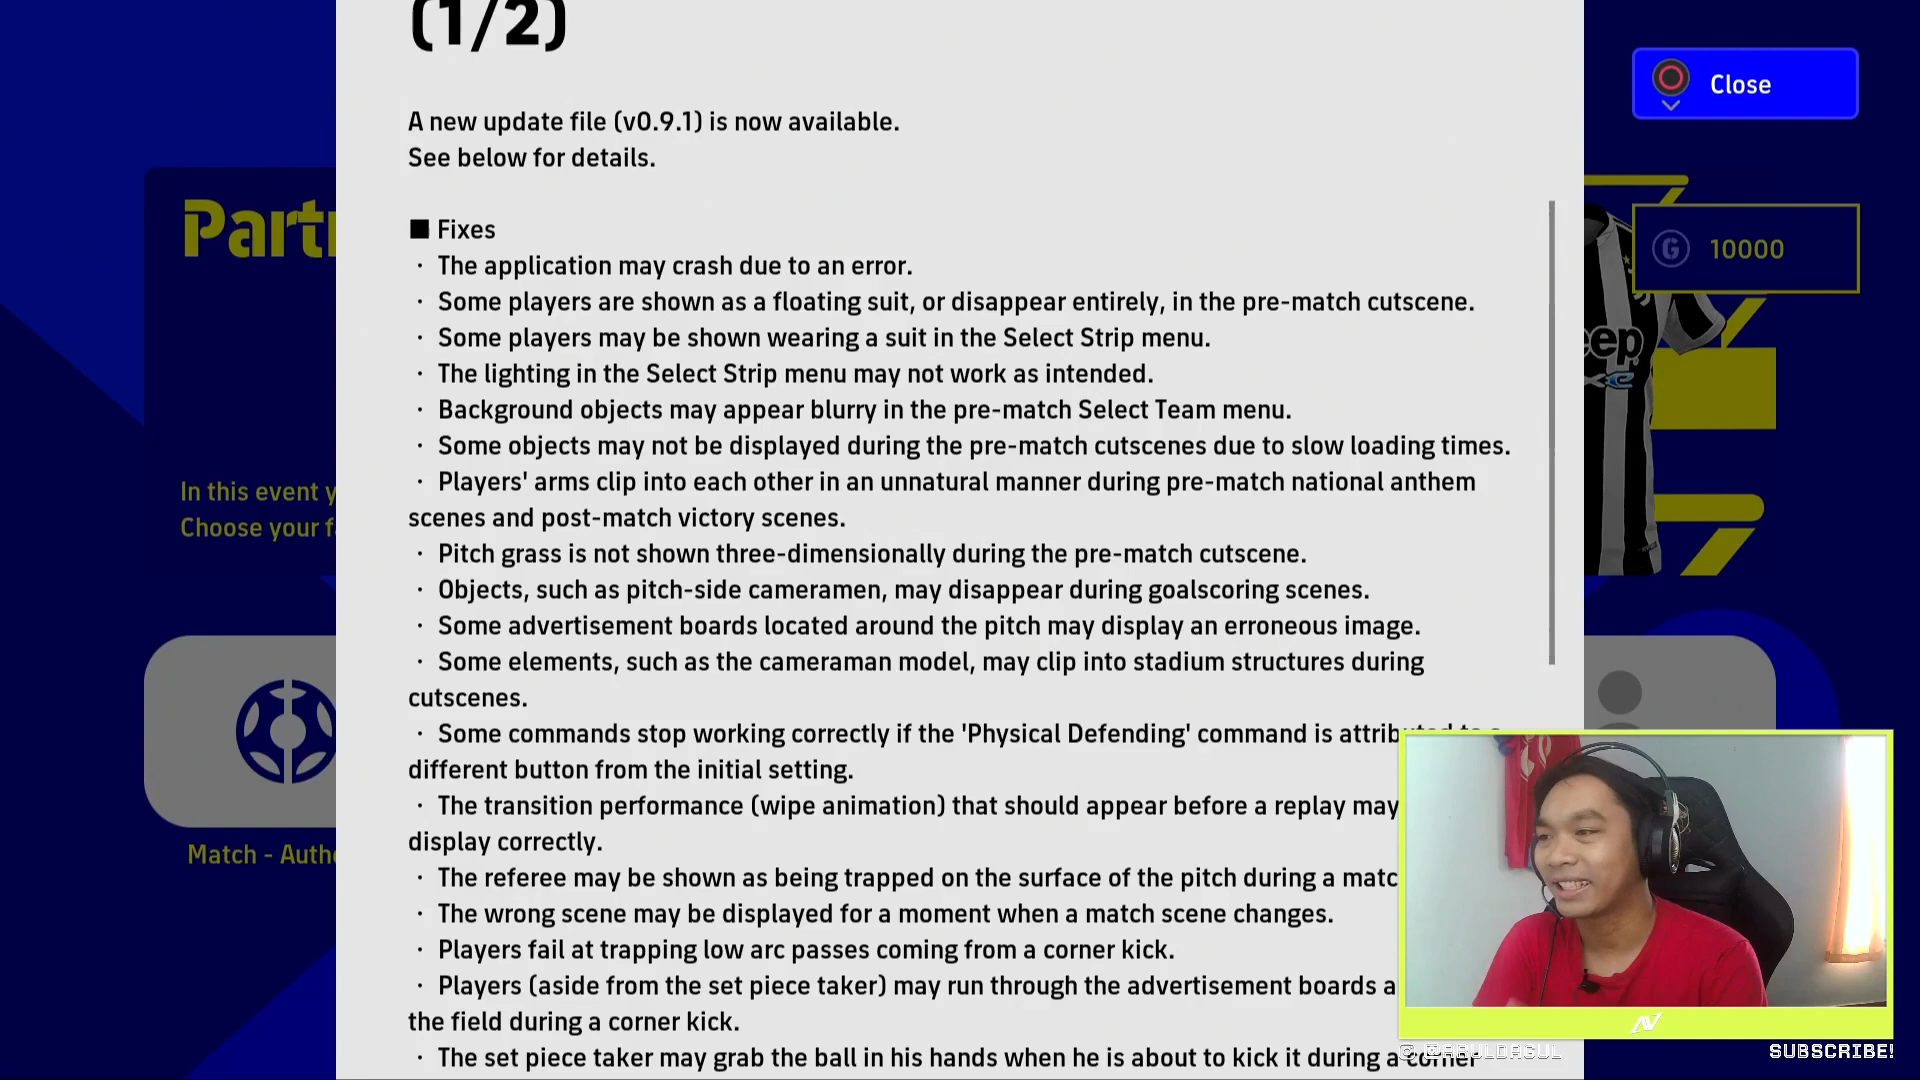 (1/2)
Close
A new update file (v0.9.1) is now available.
See below for details.
Part
10000
■ Fixes
・ The application may crash due to an error.
・ Some players are shown as a floating suit, or disappear entirely, in the pre-match cutscene.
・ Some players may be shown wearing a suit in the Select Strip menu.
・ The lighting in the Select Strip menu may not work as intended.
・ Background objects may appear blurry in the pre-match Select Team menu.
・ Some objects may not be displayed during the pre-match cutscenes due to slow loading times.
・ Players' arms clip into each other in an unnatural manner during pre-match national anthem
scenes and post-match victory scenes.
In this event y
Choose your f
・ Pitch grass is not shown three-dimensionally during the pre-match cutscene.
・ Objects, such as pitch-side cameramen, may disappear during goalscoring scenes.
・ Some advertisement boards located around the pitch may display an erroneous image.
・ Some elements, such as the cameraman model, may clip into stadium structures during
cutscenes.
・ Some commands stop working correctly if the 'Physical Defending' command is attributed to a
different button from the initial setting.
・ The transition performance (wipe animation) that should appear before a replay may
display correctly.
Match - Auth
・ The referee may be shown as being trapped on the surface of the pitch during a matc
・ The wrong scene may be displayed for a moment when a match scene changes.
・ Players fail at trapping low arc passes coming from a corner kick.
・ Players (aside from the set piece taker) may run through the advertisement boards a
the field during a corner kick.
・ The set piece taker may grab the ball in his hands when he is about to kick it during a corner
SUBSCRIBE!